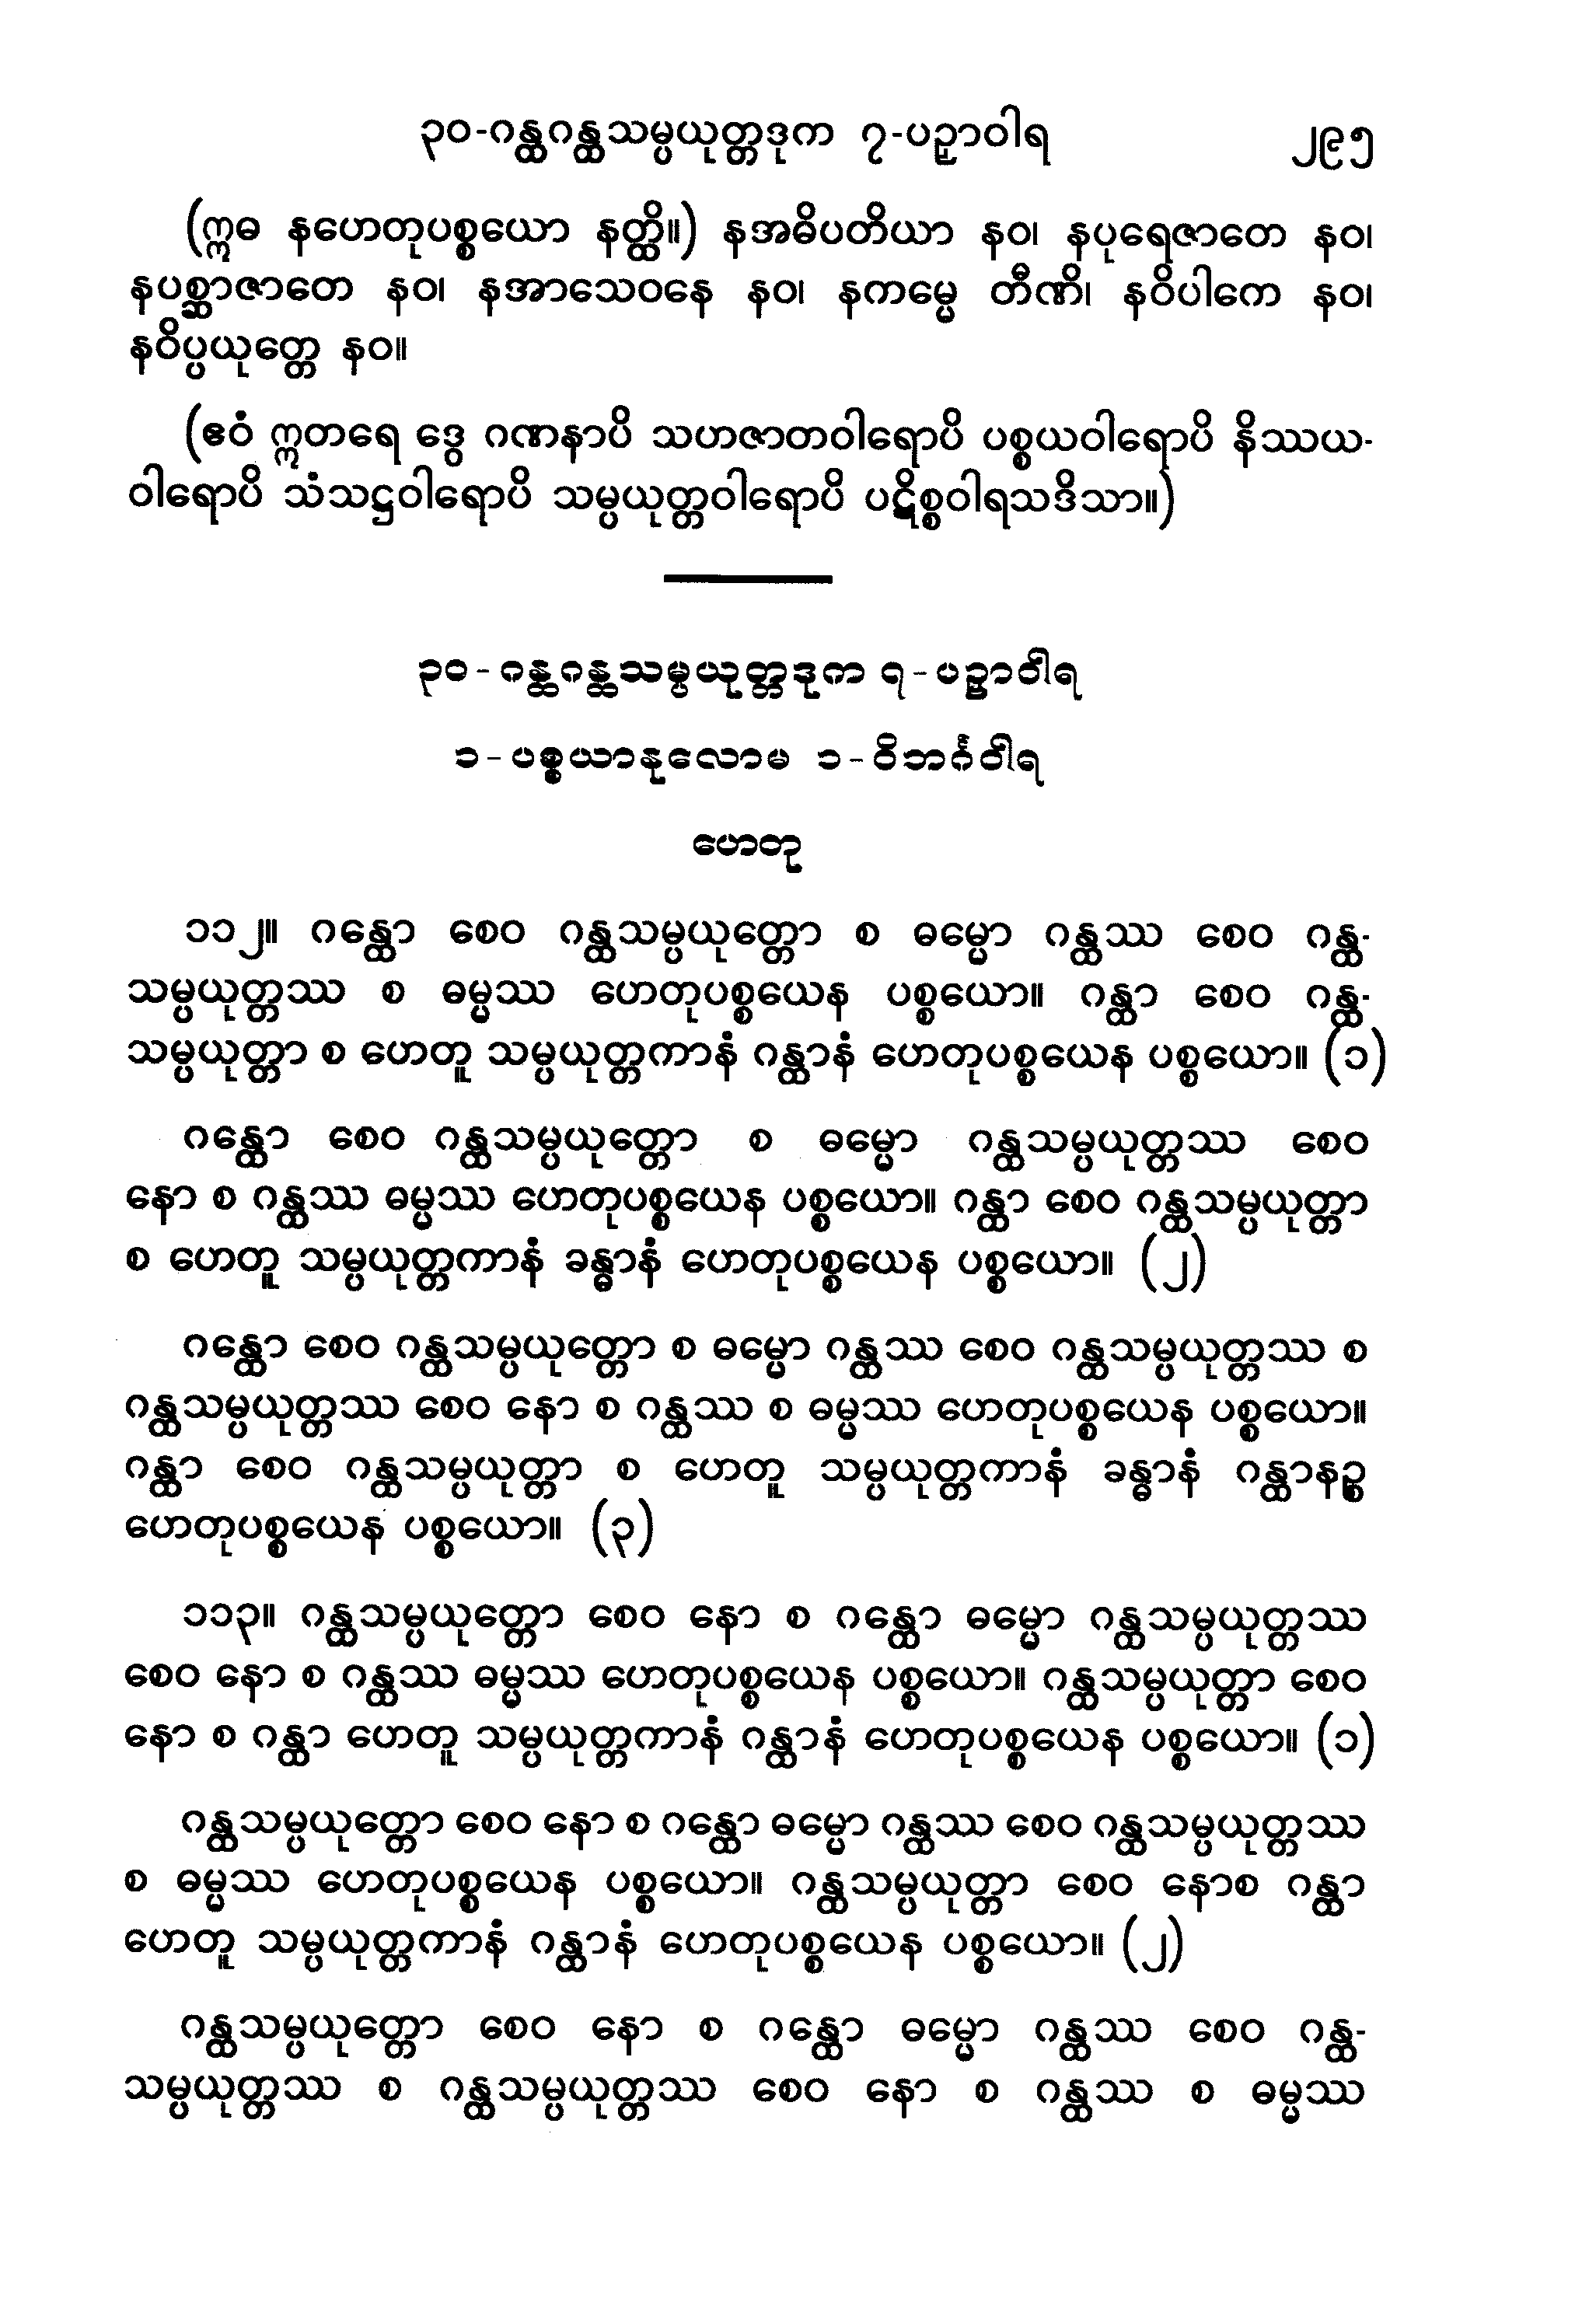 ၃၀-ဂန္ထဂန္ထသမ္ပယုတ္တဒုက ၇-ပဉှာဝါရ ၂၉၅
(ဣဓ နဟေတုပစ္စယော နတ္ထိ။) နအဓိပတိယာ နဝ၊ နပုရေဇာတေ နဝ၊
နပစ္ဆာဇာတေ နဝ၊ နအာသေဝနေ နဝ၊ နကမ္မေ တီဏိ၊ နဝိပါကေ နဝ၊
နဝိပ္ပယုတ္တေ နဝ။
(ဧဝံ ဣတရေ ဒွေ ဂဏနာပိ သဟဇာတဝါရောပိ ပစ္စယဝါရောပိ နိဿယ-
ဝါရောပိ သံသဋ္ဌဝါရောပိ သမ္ပယုတ္တဝါရောပိ ပဋိစ္စဝါရသဒိသာ။)
၃၀-ဂန္ထဂန္ထသမ္ပယုတ္တဒုက ၇-ပဉှာဝါရ
၁-ပစ္စယာနုလောမ ၁-ဝိဘင်္ဂဝါရ
ဟေတု
၁၁၂။ ဂန္ထော စေဝ ဂန္ထသမ္ပယုတ္တော စ ဓမ္မော ဂန္ထဿ စေဝ ဂန္ထ-
သမ္ပယုတ္တဿ စ ဓမ္မဿ ဟေတုပစ္စယေန ပစ္စယော။ ဂန္ထာ စေဝ ဂန္ထ-
သမ္ပယုတ္တာ စ ဟေတူ သမ္ပယုတ္တကာနံ ဂန္ထာနံ ဟေတုပစ္စယေန ပစ္စယော။ (၁)
ဂန္ထော စေဝ ဂန္ထသမ္ပယုတ္တော စ ဓမ္မော ဂန္ထသမ္ပယုတ္တဿ စေဝ
နော စ ဂန္ထဿ ဓမ္မဿ ဟေတုပစ္စယေန ပစ္စယော။ ဂန္ထာ စေဝ ဂန္ထသမ္ပယုတ္တာ
စ ဟေတူ သမ္ပယုတ္တကာနံ ခန္ဓာနံ ဟေတုပစ္စယေန ပစ္စယော။ (၂)
ဂန္ထော စေဝ ဂန္ထသမ္ပယုတ္တော စ ဓမ္မော ဂန္ထဿ စေဝ ဂန္ထသမ္ပယုတ္တဿ စ
ဂန္ထသမ္ပယုတ္တဿ စေဝ နော စ ဂန္ထဿ စ ဓမ္မဿ ဟေတုပစ္စယေန ပစ္စယော။
ဂန္ထာ စေဝ ဂန္ထသမ္ပယုတ္တာ စ ဟေတူ သမ္ပယုတ္တကာနံ ခန္ဓာနံ ဂန္ထာနဉ္စ
ဟေတုပစ္စယေန ပစ္စယော။ (၃)
၁၁၃။ ဂန္ထသမ္ပယုတ္တော စေဝ နော စ ဂန္ထော ဓမ္မော ဂန္ထသမ္ပယုတ္တဿ
စေဝ နော စ ဂန္ထဿ ဓမ္မဿ ဟေတုပစ္စယေန ပစ္စယော။ ဂန္ထသမ္ပယုတ္တာ စေဝ
နော စ ဂန္ထာ ဟေတူ သမ္ပယုတ္တကာနံ ဂန္ထာနံ ဟေတုပစ္စယေန ပစ္စယော။ (၁)
ဂန္ထသမ္ပယုတ္တော စေဝ နော စ ဂန္ထော ဓမ္မော ဂန္ထဿ စေဝ ဂန္ထသမ္ပယုတ္တဿ
စ ဓမ္မဿ ဟေတုပစ္စယေန ပစ္စယော။ ဂန္ထသမ္ပယုတ္တာ စေဝ နောစ ဂန္ထာ
ဟေတူ သမ္ပယုတ္တကာနံ ဂန္ထာနံ ဟေတုပစ္စယေန ပစ္စယော။ (၂)
ဂန္ထသမ္ပယုတ္တော စေဝ နော စ ဂန္ထော ဓမ္မော ဂန္ထဿ စေဝ ဂန္ထ-
သမ္ပယုတ္တဿ စ ဂန္ထသမ္ပယုတ္တဿ စေဝ နော စ ဂန္ထဿ စ ဓမ္မဿ